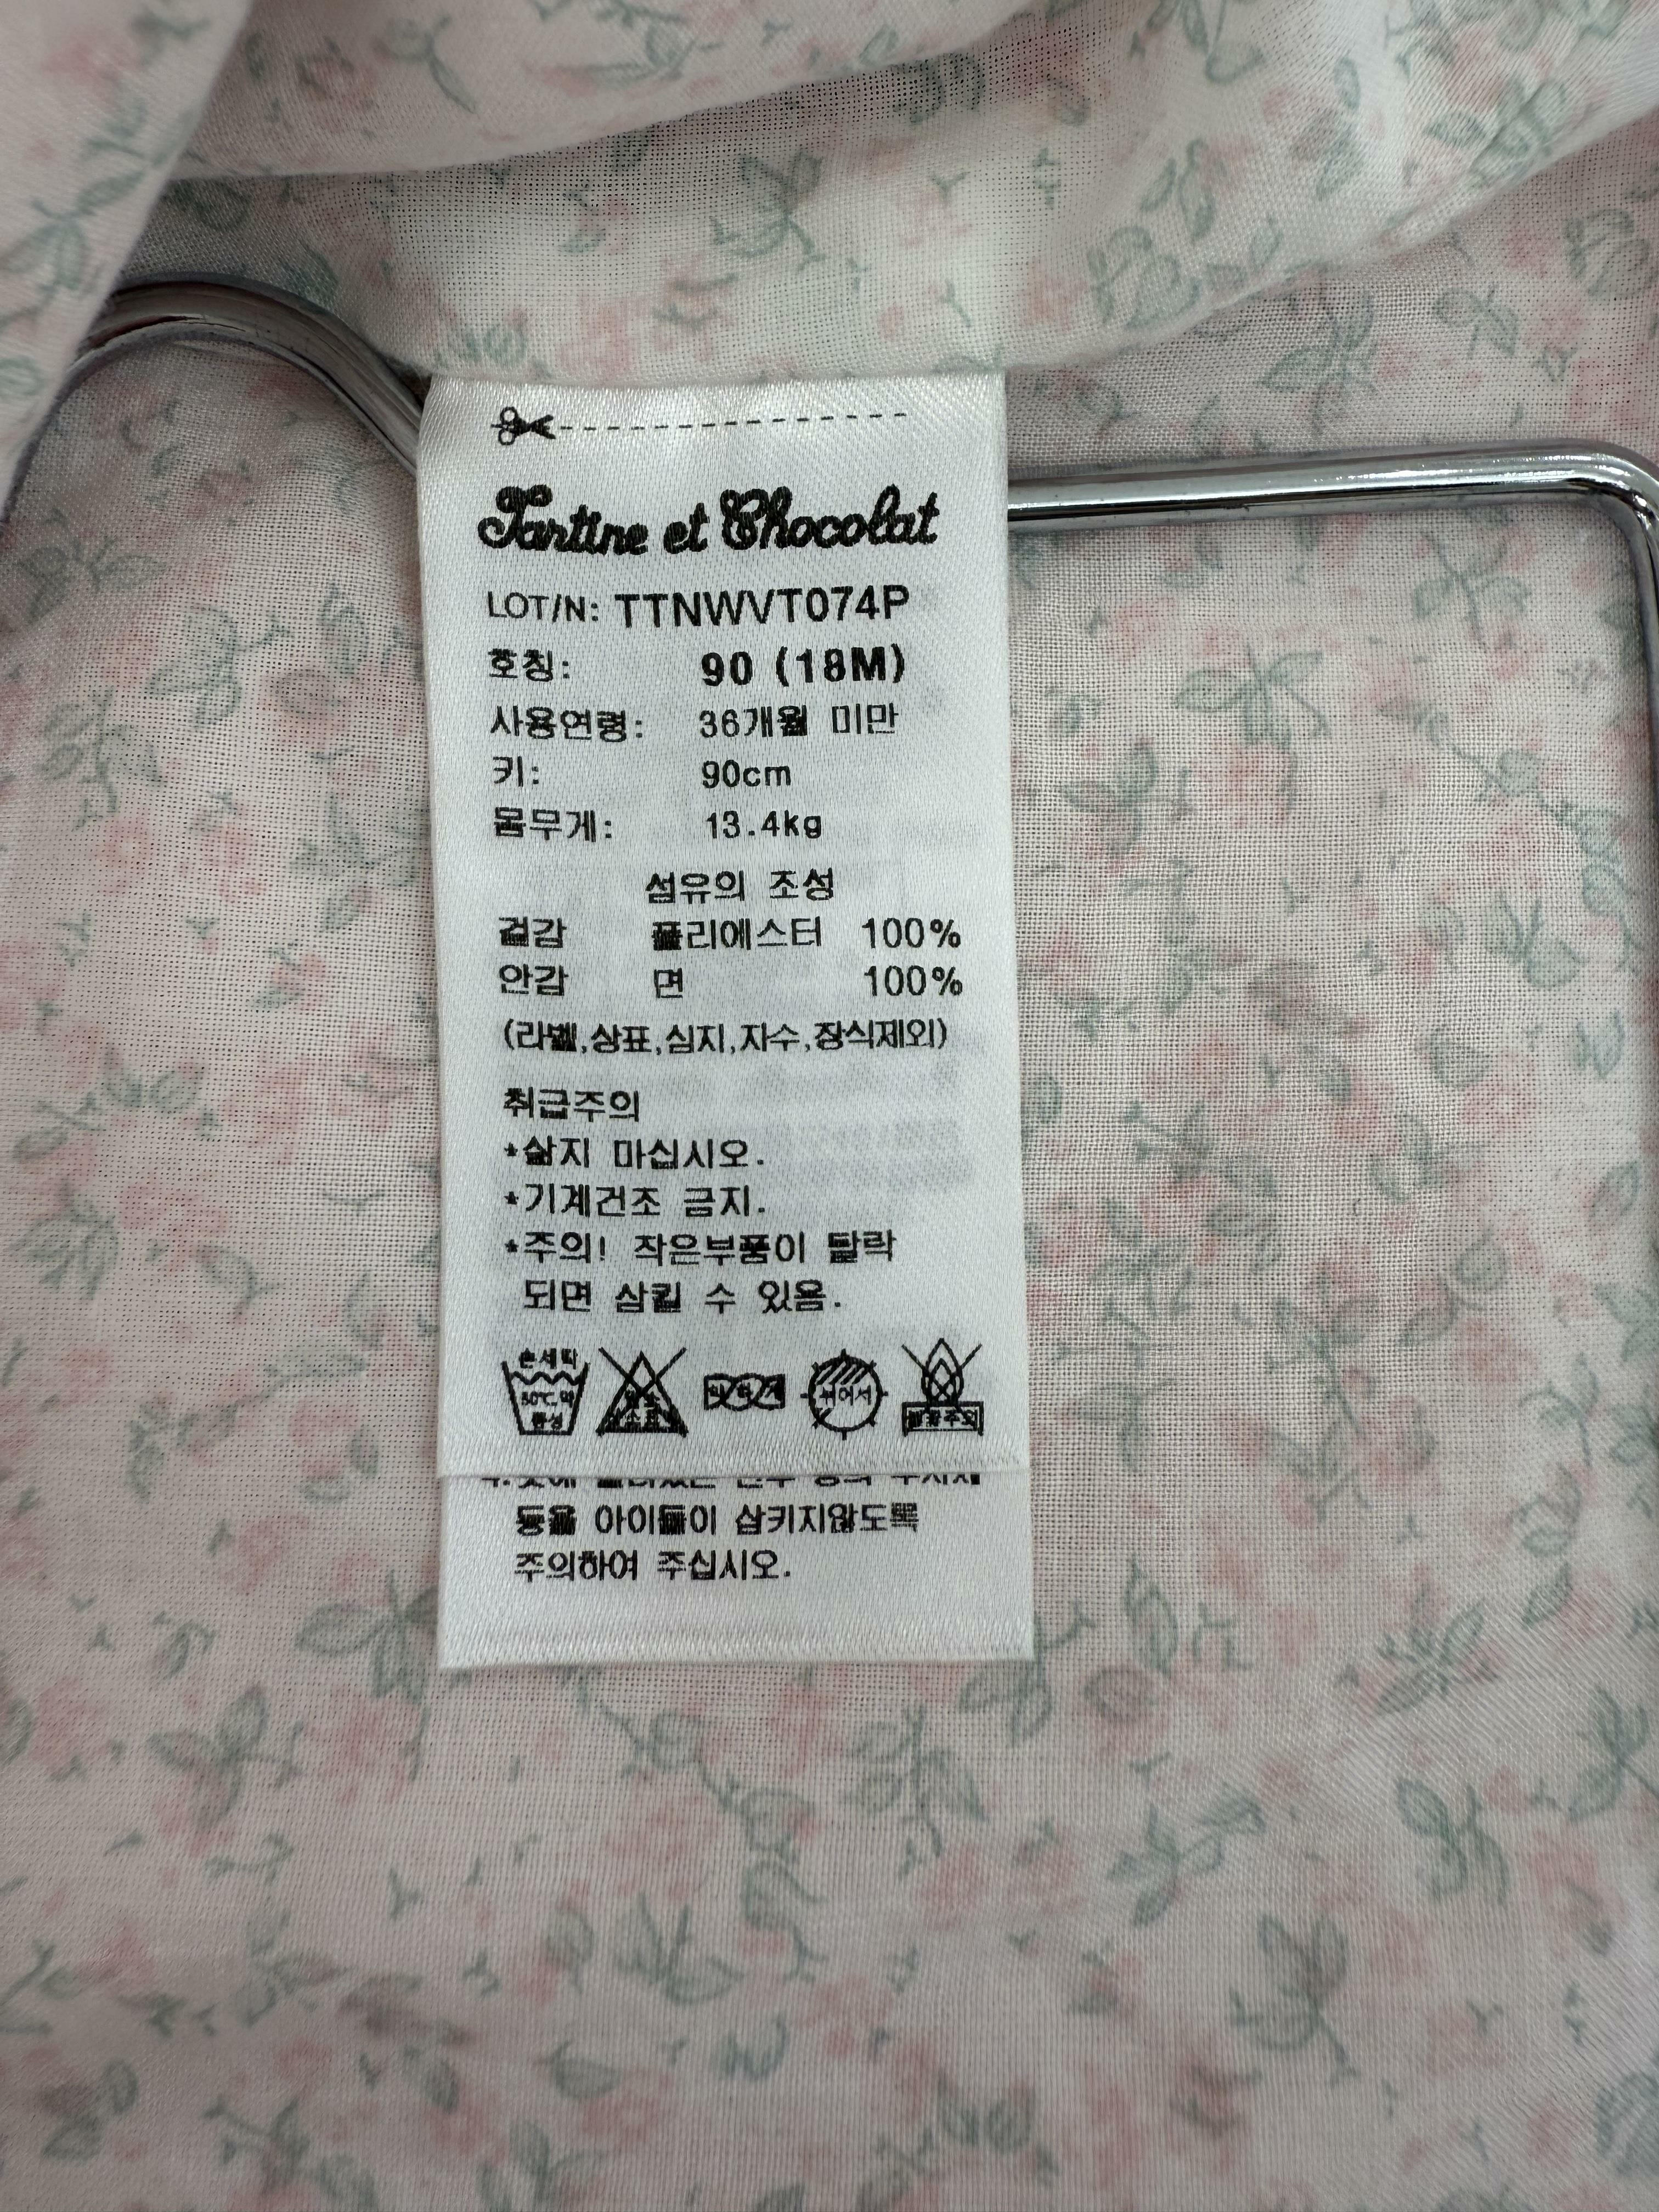 Tartine et Chocolat
LOT/N: TTNWVT074P
호칭: 90 (18M)
사용연령: 36개월 미만
키: 90cm
몸무게: 13.4kg
섬유의 조성
겉감 폴리에스터 100%
안감 면 100%
(라벨,상표,심지,자수,장식제외)
취급주의
*삶지 마십시오.
*기계건조 금지.
*주의! 작은부품이 탈락
되면 삼킬 수 있음.
손세탁
중성
뉘어서
등을 아이들이 삼키지않도록
주의하여 주십시오.